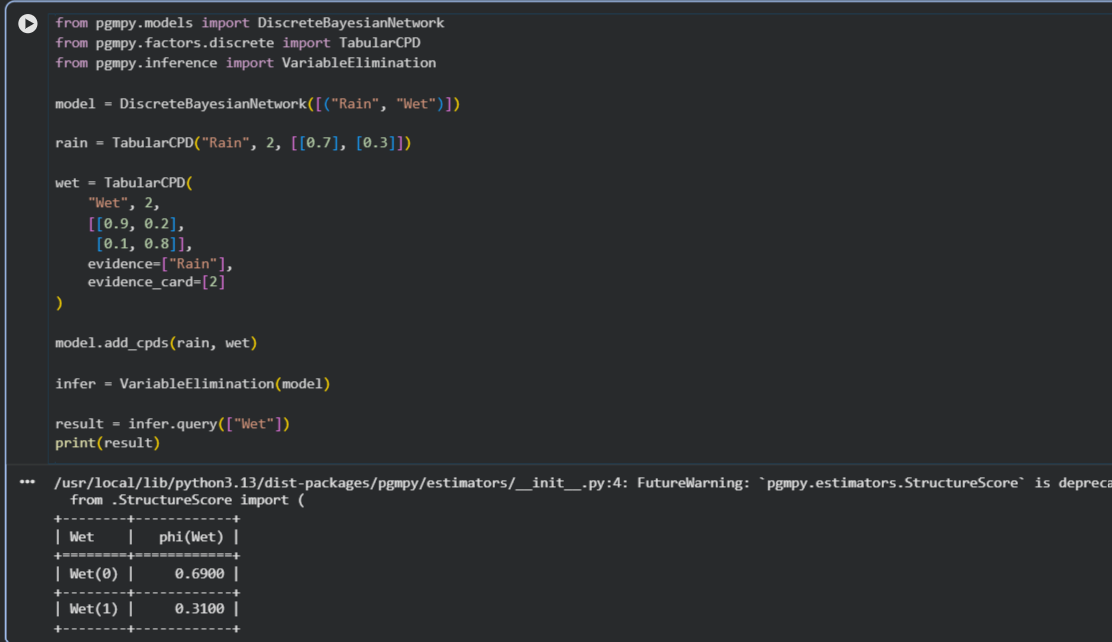 from pgmpy.models import DiscreteBayesianNetwork
from pgmpy.factors.discrete import TabularCPD
from pgmpy.inference import VariableElimination

model = DiscreteBayesianNetwork([("Rain", "Wet")])

rain = TabularCPD("Rain", 2, [[0.7], [0.3]])

wet = TabularCPD(
    "Wet", 2,
    [[0.9, 0.2],
     [0.1, 0.8]],
    evidence=["Rain"],
    evidence_card=[2]
)

model.add_cpds(rain, wet)

infer = VariableElimination(model)

result = infer.query(["Wet"])
print(result)
/usr/local/lib/python3.13/dist-packages/pgmpy/estimators/__init__.py:4: FutureWarning: `pgmpy.estimators.StructureScore` is depreca
  from .StructureScore import (
+--------+------------+
| Wet    |   phi(Wet) |
+========+============+
| Wet(0) |     0.6900 |
+--------+------------+
| Wet(1) |     0.3100 |
+--------+------------+